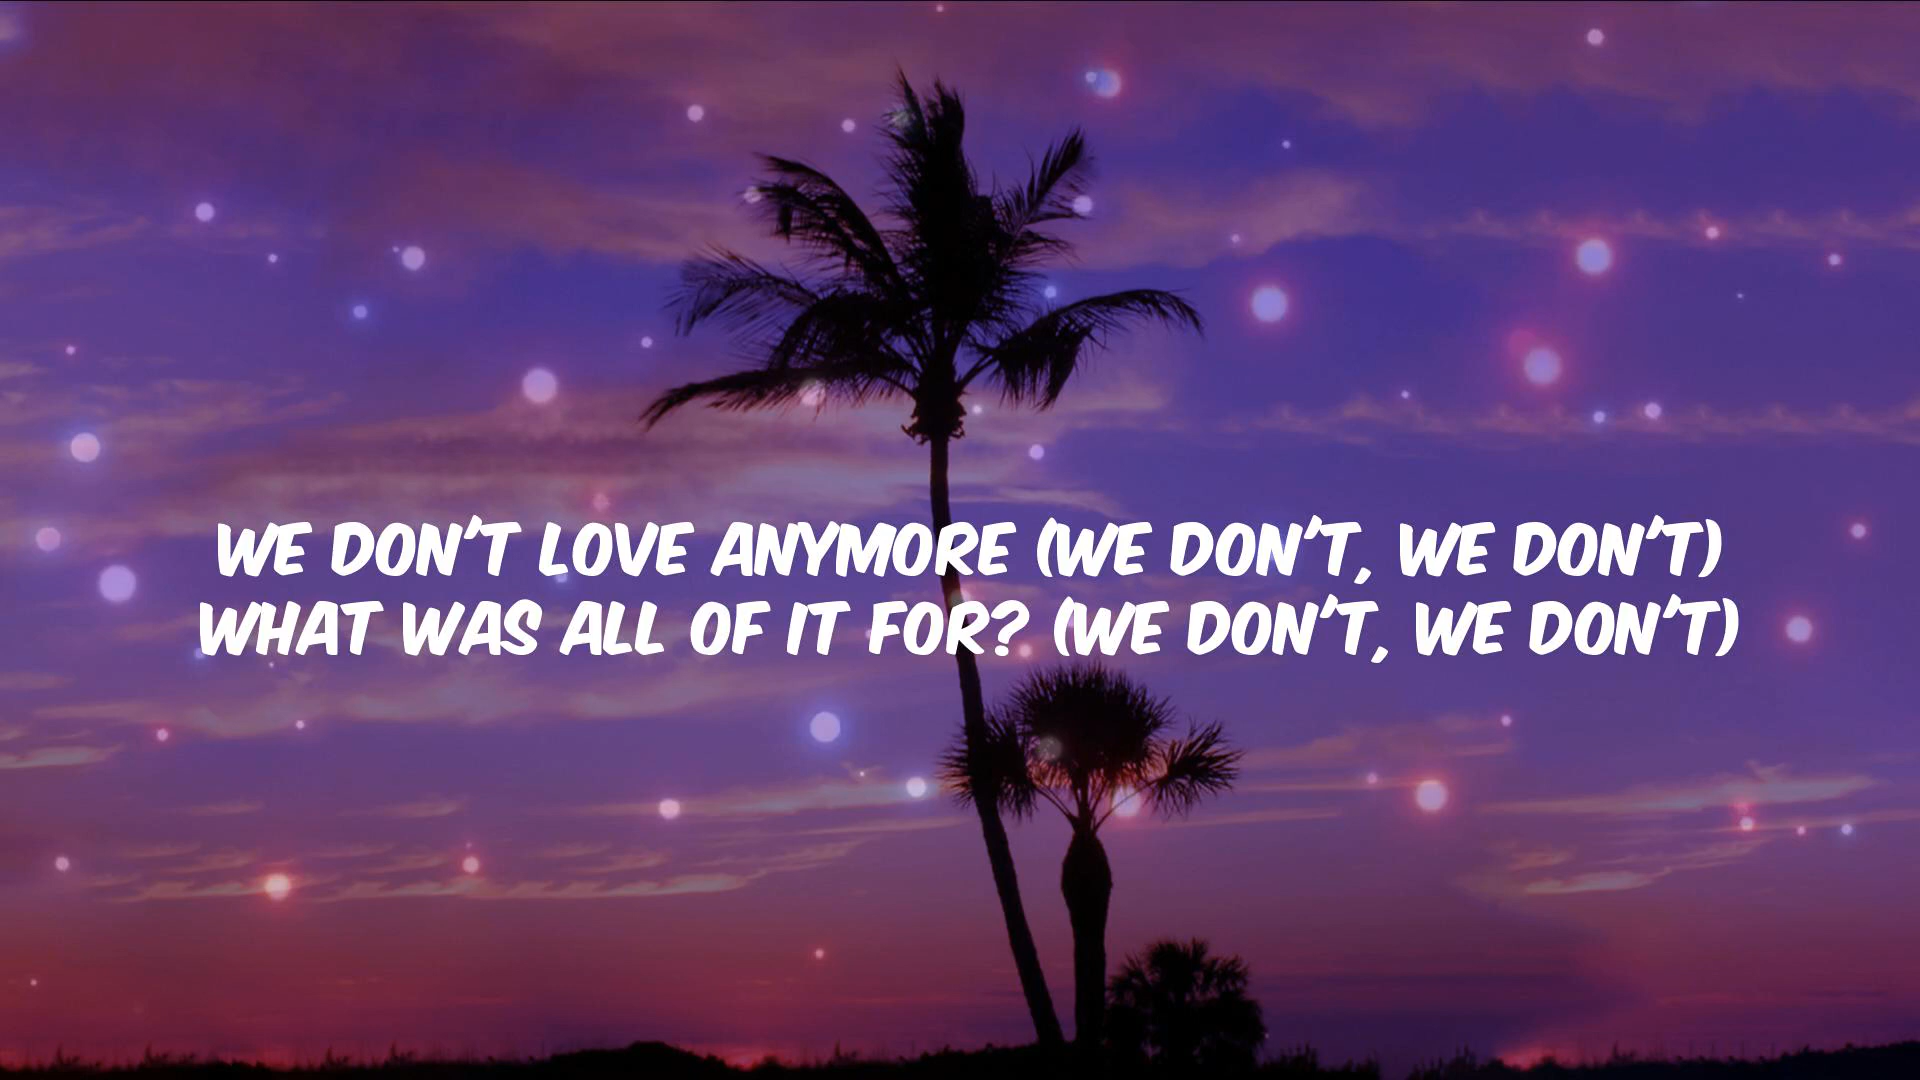 WE DON'T LOVE ANYMORE (WE DON'T, WE DON'T)
WHAT WAS ALL OF IT FOR? (WE DON'T, WE DON'T)